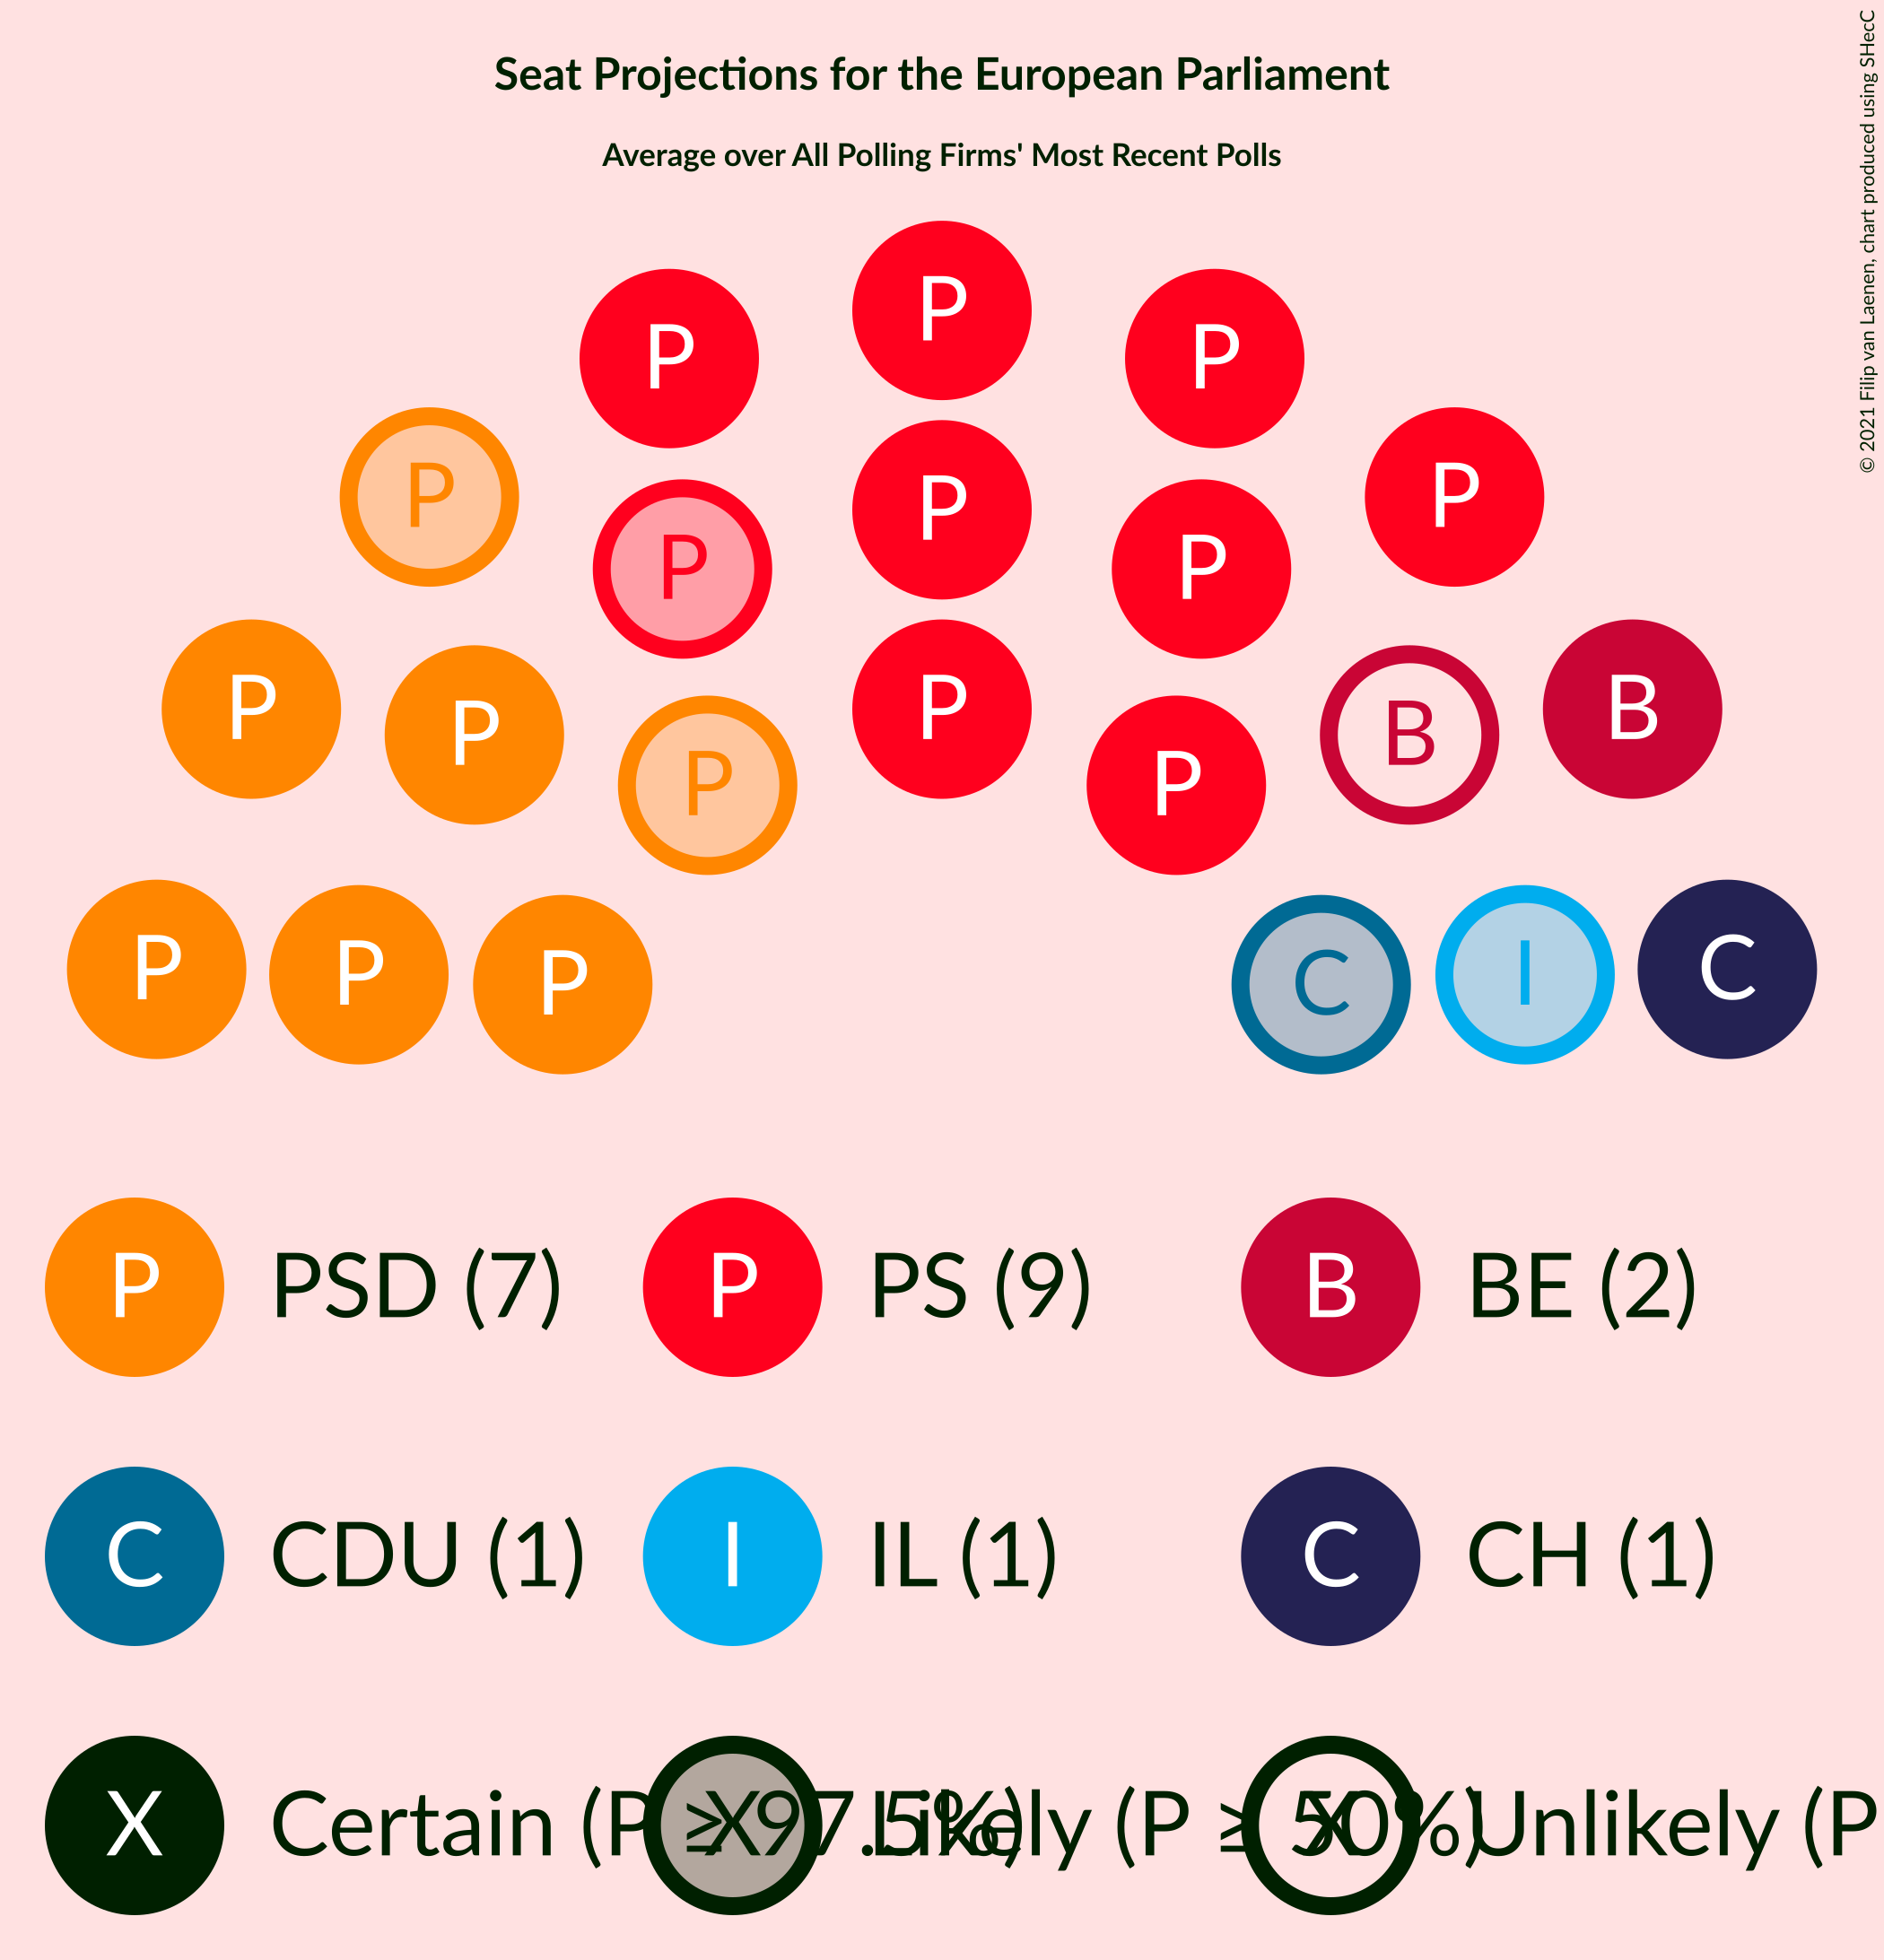 Seat Projections for the European Parliament
Average over All Polling Firms' Most Recent Polls
© 2021 Filip van Laenen, chart produced using SHecC
P
P P
P P
P
P P
P P
B B
P P P P
P P P C I C
P PSD (7) P PS (9) B BE (2)
C CDU (1) I IL (1) C CH (1)
X Certain (P ≥ 97.5%) X Likely (P ≥ 50%) X Unlikely (P